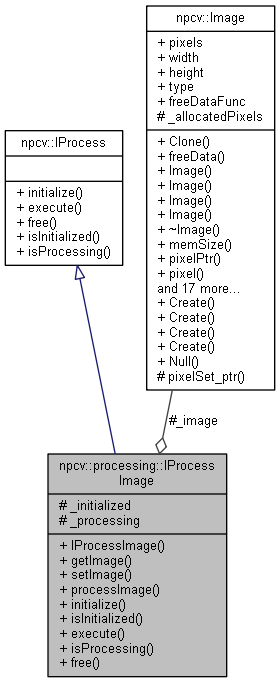 npcv::Image
+ pixels
+ width
+ height
+ type
+ freeDataFunc
# _allocatedPixels
+ Clone()
+ freeData()
+ Image()
+ Image()
+ Image()
+ Image()
+ ~Image()
+ memSize()
+ pixelPtr()
+ pixel()
and 17 more...
+ Create()
+ Create()
+ Create()
+ Create()
+ Null()
# pixelSet_ptr()
npcv::IProcess
+ initialize()
+ execute()
+ free()
+ isInitialized()
+ isProcessing()
#_image
npcv::processing::IProcess
Image
# _initialized
# _processing
+ IProcessImage()
+ getImage()
+ setImage()
+ processImage()
+ initialize()
+ isInitialized()
+ execute()
+ isProcessing()
+ free()